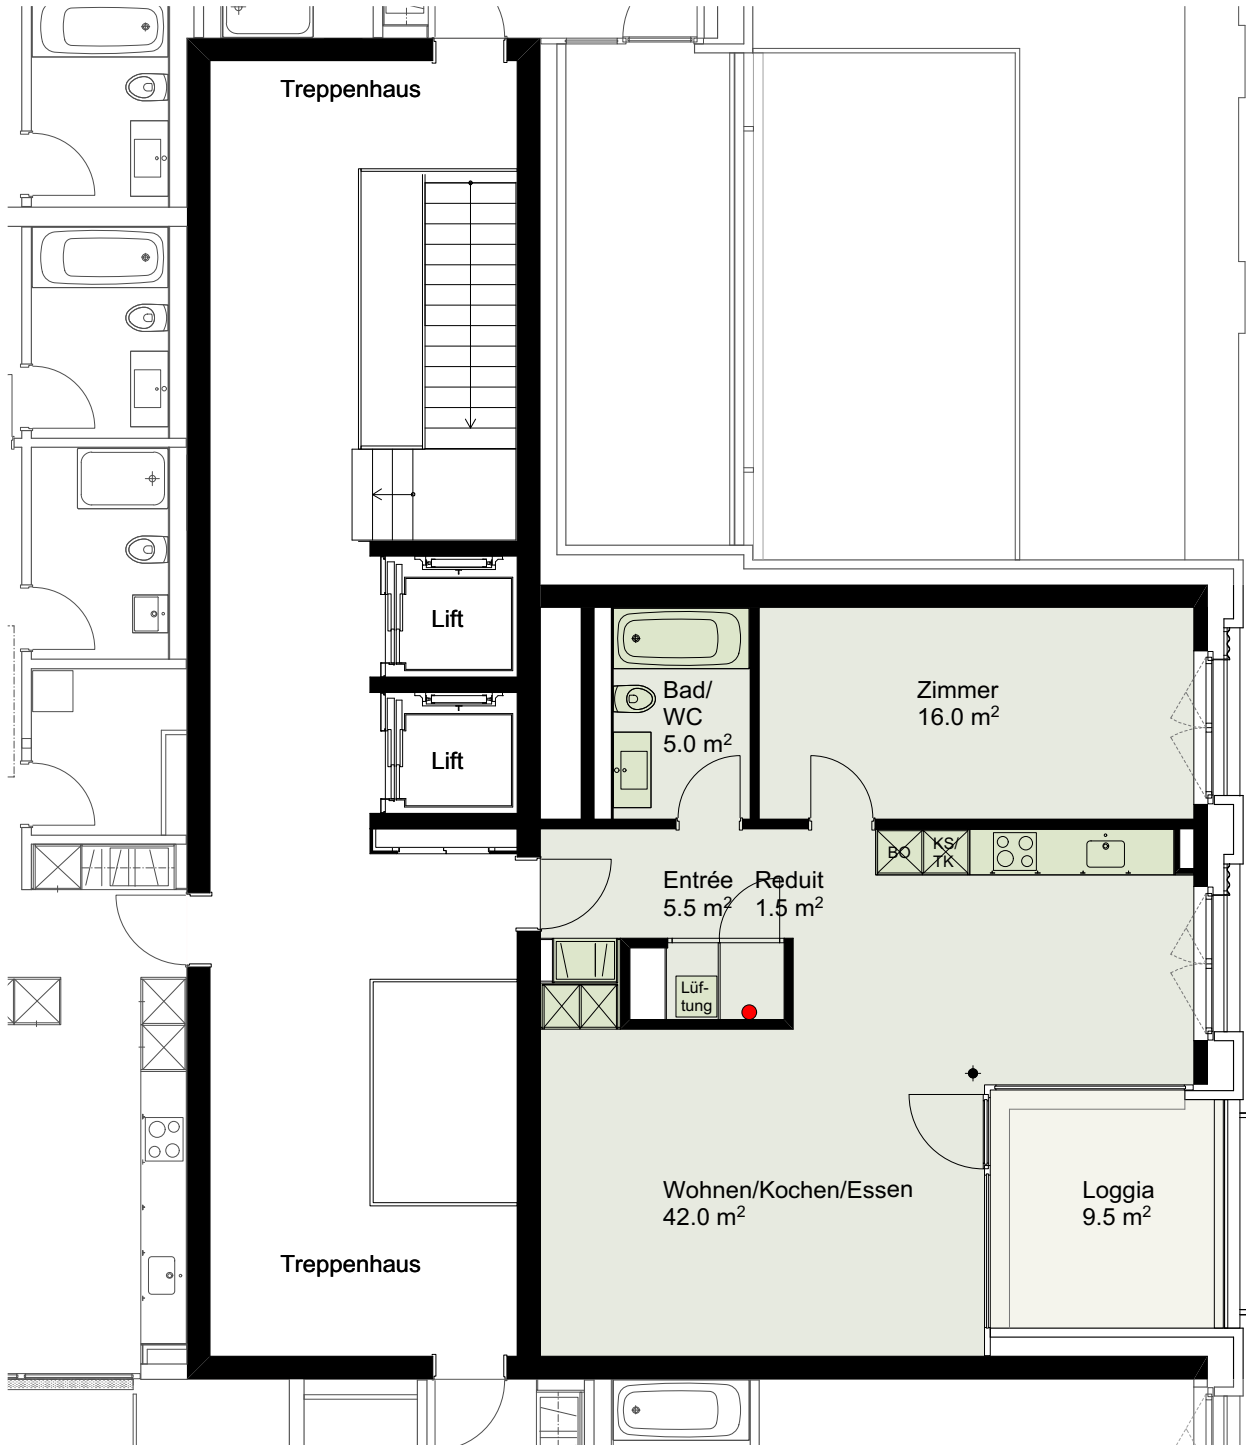 Treppenhaus
Lift
Bad/
WC
5.0 m²
Zimmer
16.0 m²
Lift
BO
KS/
TK
Entrée
5.5 m²
Reduit
1.5 m²
Lüf-
tung
Wohnen/Kochen/Essen
42.0 m²
Loggia
9.5 m²
Treppenhaus